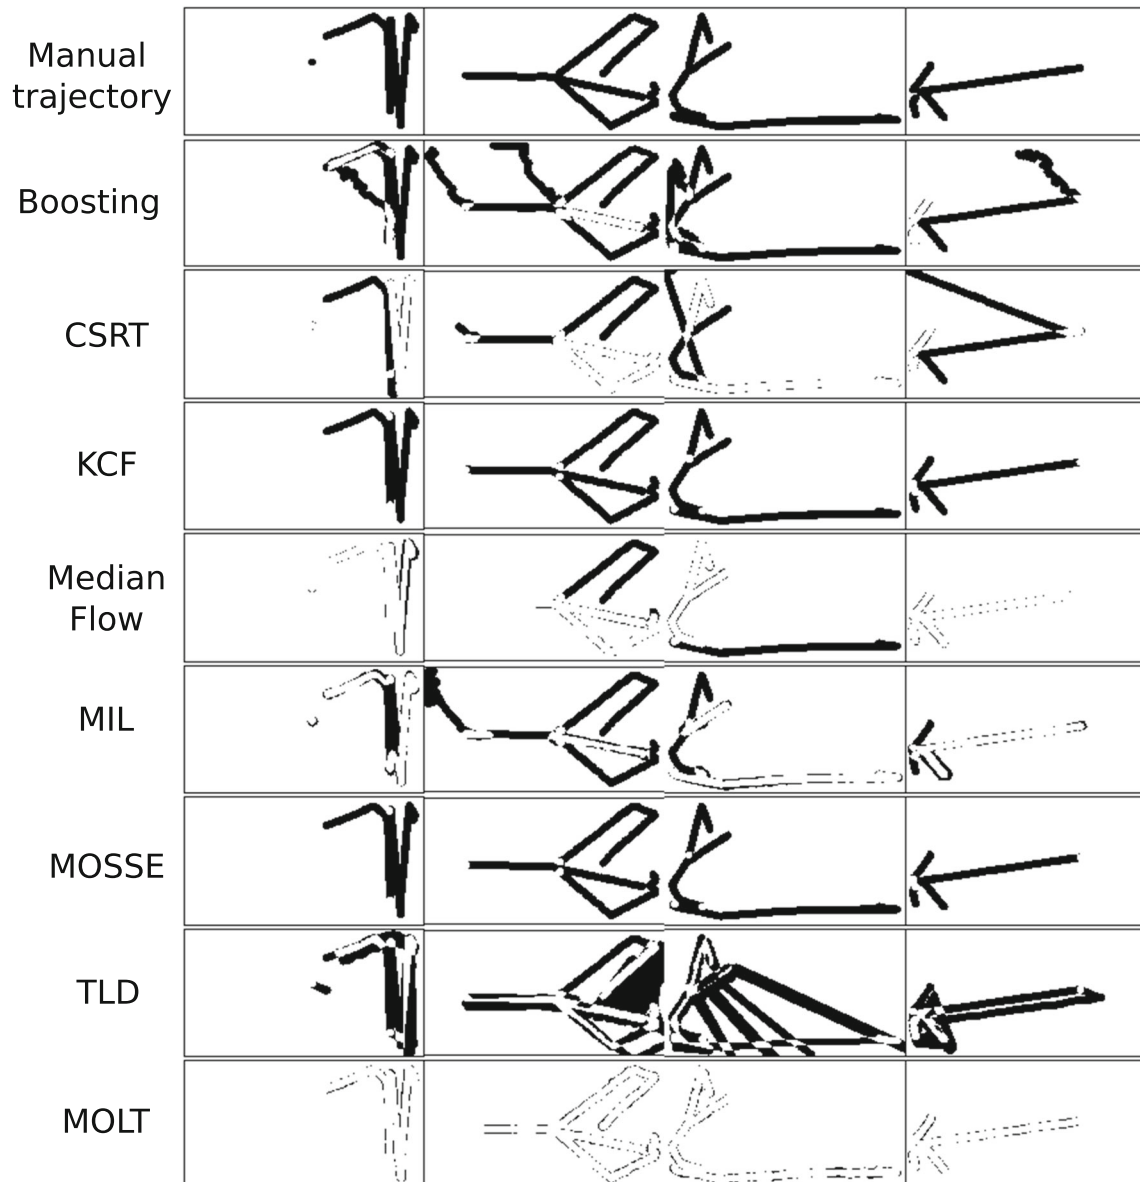 Manual
trajectory
Boosting
CSRT
KCF
Median
Flow
MIL
MOSSE
TLD
MOLT